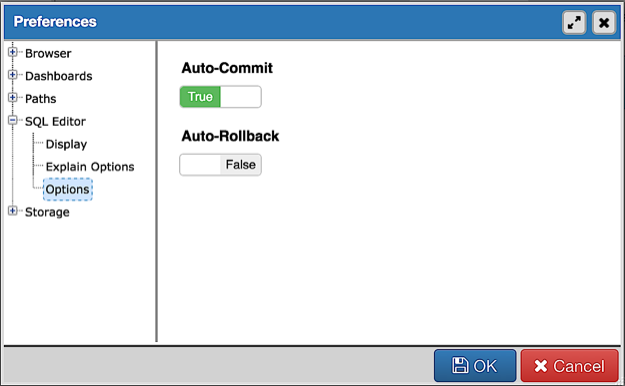 Preferences
Browser
Dashboards
Paths
SQL Editor
Display
Explain Options
Options
Storage
Auto-Commit
True
Auto-Rollback
False
OK
Cancel